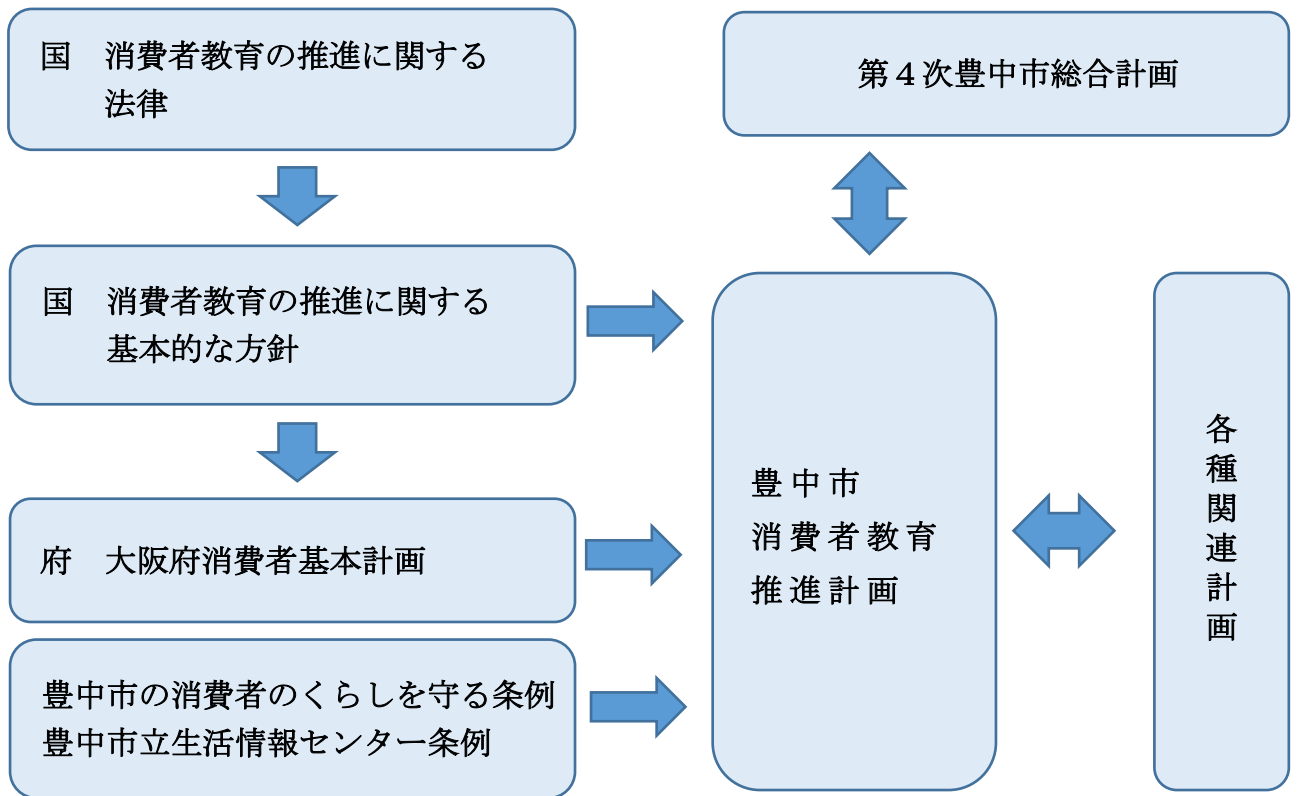 国　消費者教育の推進に関する
法律
第４次豊中市総合計画
国　消費者教育の推進に関する
基本的な方針
府　大阪府消費者基本計画
豊中市の消費者のくらしを守る条例
豊中市立生活情報センター条例
豊中市
消費者教育
推進計画
各種関連計画